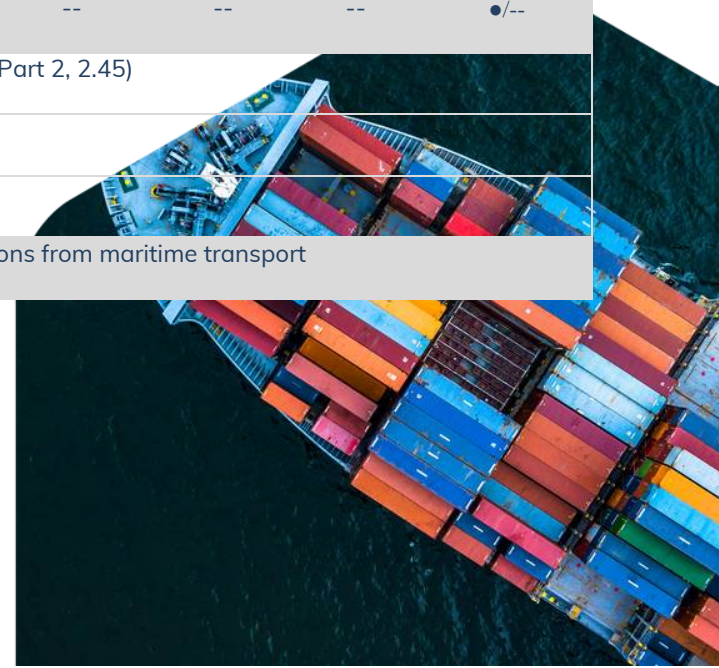 -- -- -- ●/--
Part 2, 2.45)
ons from maritime transport